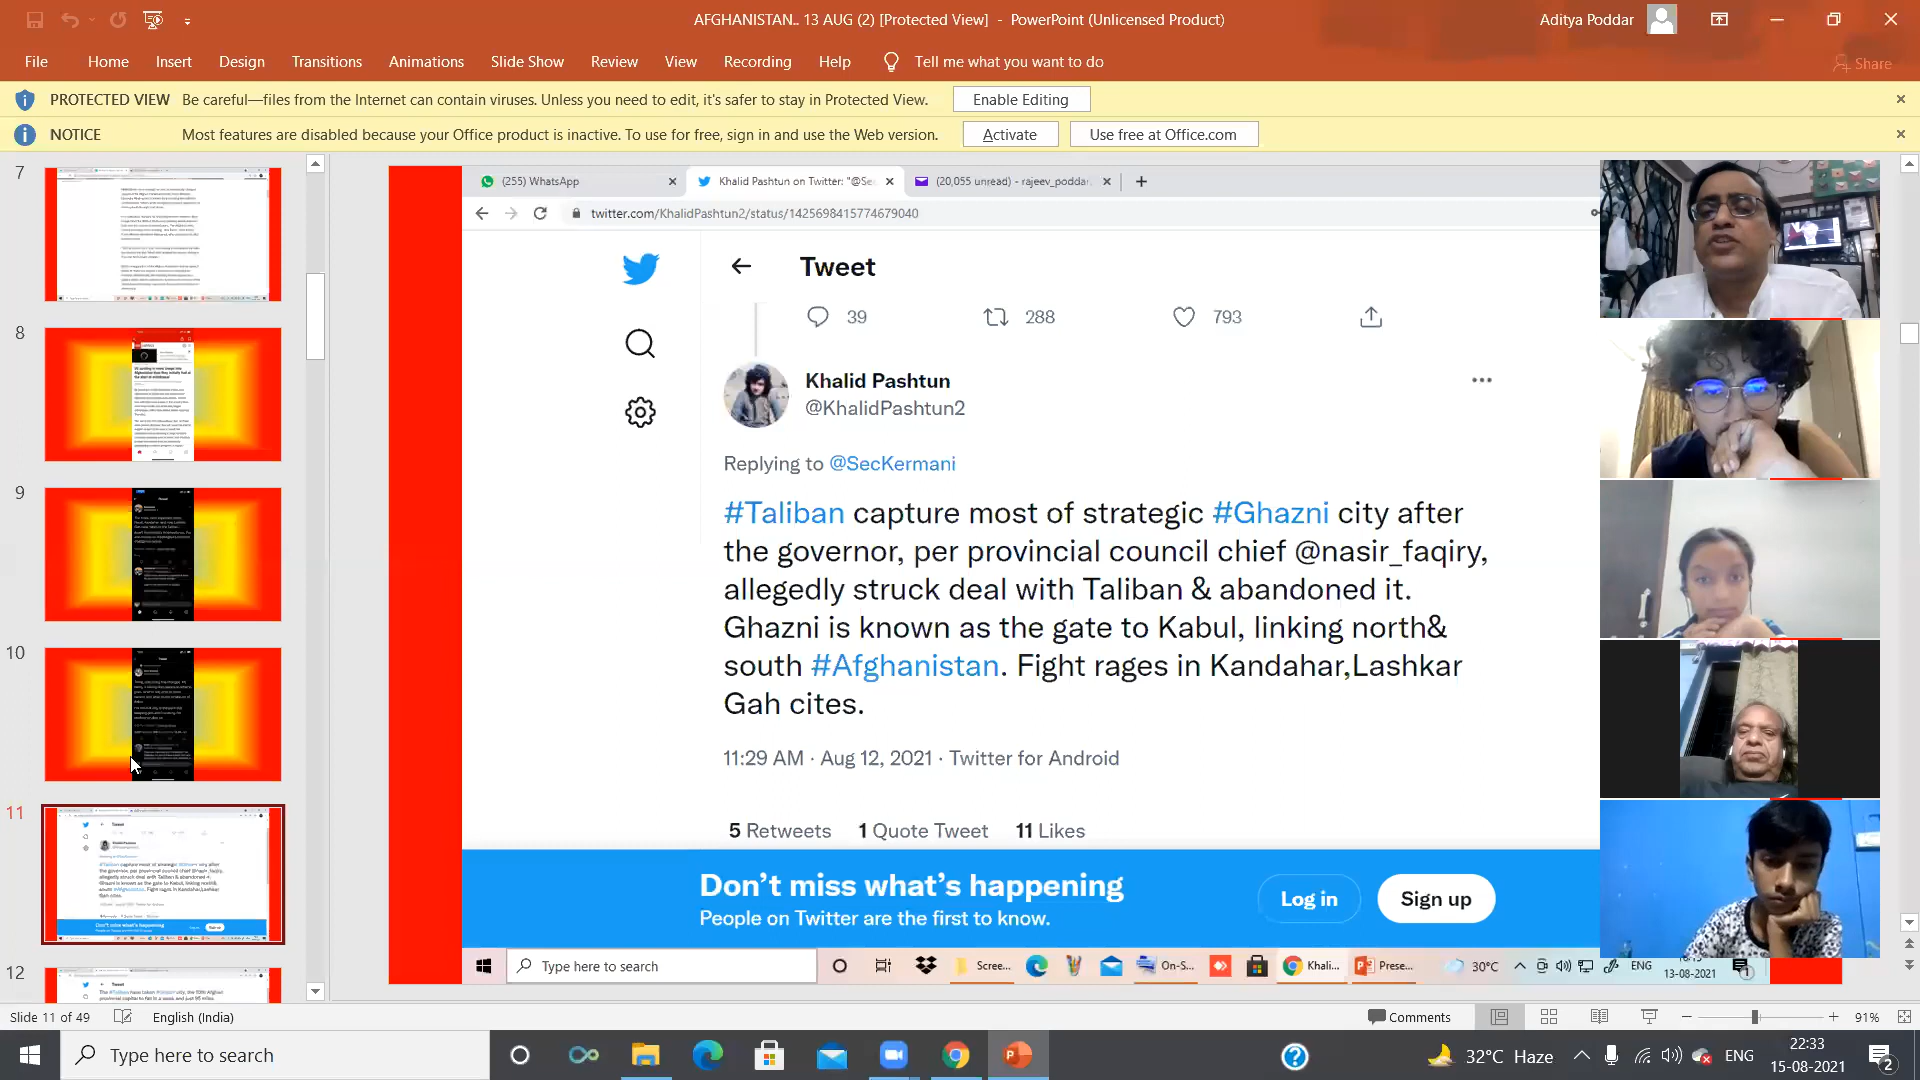 AFGHANISTAN.. 13 AUG (2) [Protected View] - PowerPoint (Unlicensed Product)
Aditya Poddar
File Home Insert Design Transitions Animations Slide Show Review View Recording Help Tell me what you want to do
Share
PROTECTED VIEW Be careful—files from the Internet can contain viruses. Unless you need to edit, it's safer to stay in Protected View. Enable Editing
NOTICE Most features are disabled because your Office product is inactive. To use for free, sign in and use the Web version. Activate Use free at Office.com
7
8
9
10
11
12
(255) WhatsApp
Khalid Pashtun on Twitter: "@Sec
(20,055 unread) - rajeev_poddar
twitter.com/KhalidPashtun2/status/1425698415774679040
Tweet
39 288 793
Khalid Pashtun
@KhalidPashtun2
Replying to @SecKermani
#Taliban capture most of strategic #Ghazni city after
the governor, per provincial council chief @nasir_faqiry,
allegedly struck deal with Taliban & abandoned it.
Ghazni is known as the gate to Kabul, linking north&
south #Afghanistan. Fight rages in Kandahar,Lashkar
Gah cites.
11:29 AM · Aug 12, 2021 · Twitter for Android
5 Retweets 1 Quote Tweet 11 Likes
Don't miss what's happening
People on Twitter are the first to know.
Log in
Sign up
Type here to search
Scree...
On-S...
Khali...
Prese...
30°C
ENG
13-08-2021
Slide 11 of 49
English (India)
Comments
91%
Type here to search
32°C Haze
ENG
22:33
15-08-2021
2